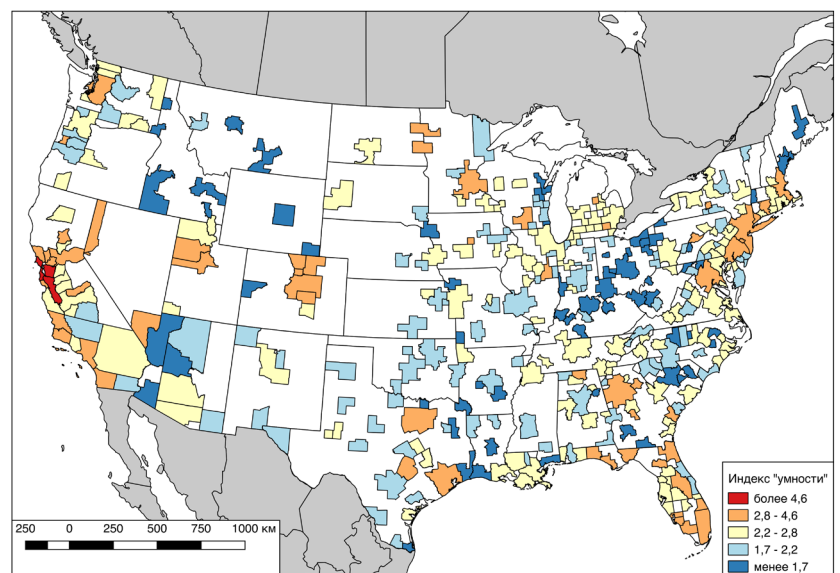 250 0 250 500 750 1000 км
Индекс "умности"
более 4,6
2,8 - 4,6
2,2 - 2,8
1,7 - 2,2
менее 1,7